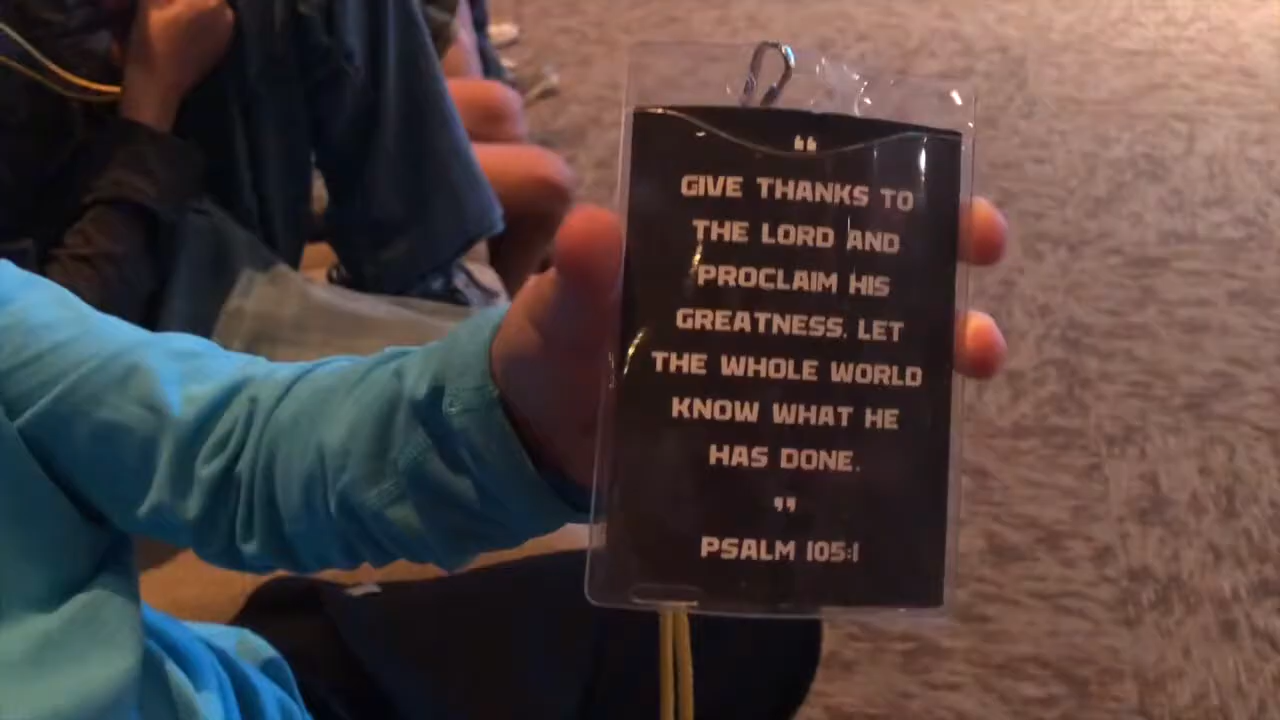 “
GIVE THANKS TO
THE LORD AND
PROCLAIM HIS
GREATNESS. LET
THE WHOLE WORLD
KNOW WHAT HE
HAS DONE.
”
PSALM 105:1